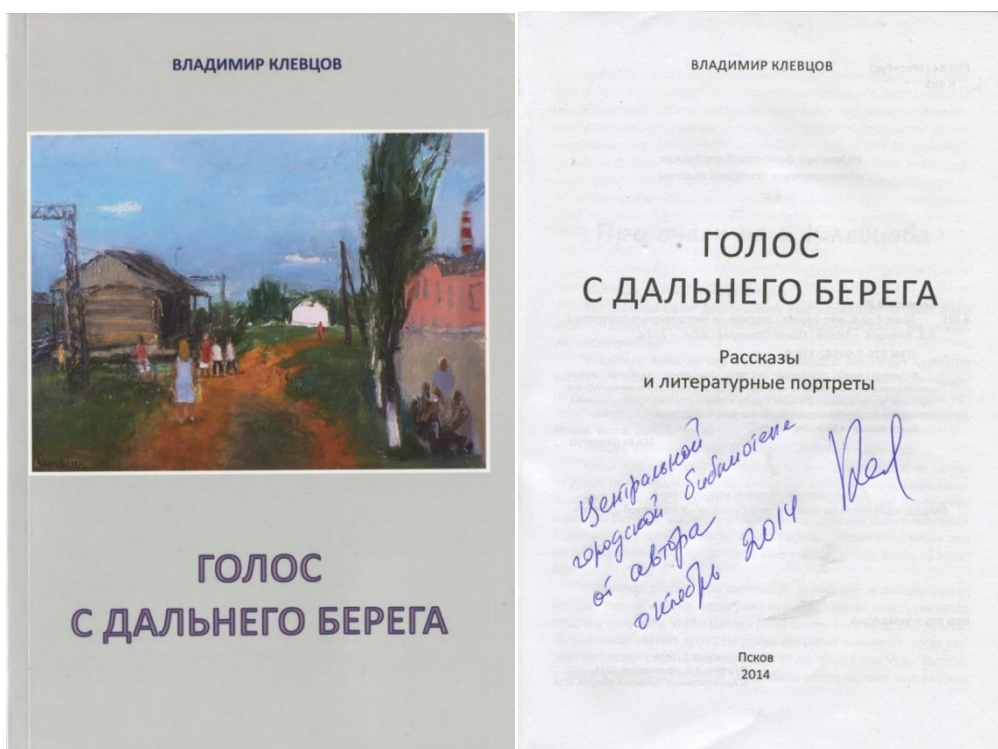 ВЛАДИМИР КЛЕВЦОВ
ГОЛОС
С ДАЛЬНЕГО БЕРЕГА
ВЛАДИМИР КЛЕВЦОВ
ГОЛОС
С ДАЛЬНЕГО БЕРЕГА
Рассказы
и литературные портреты
Центральной
городской библиотеке
от автора
октябрь 2014
Псков
2014